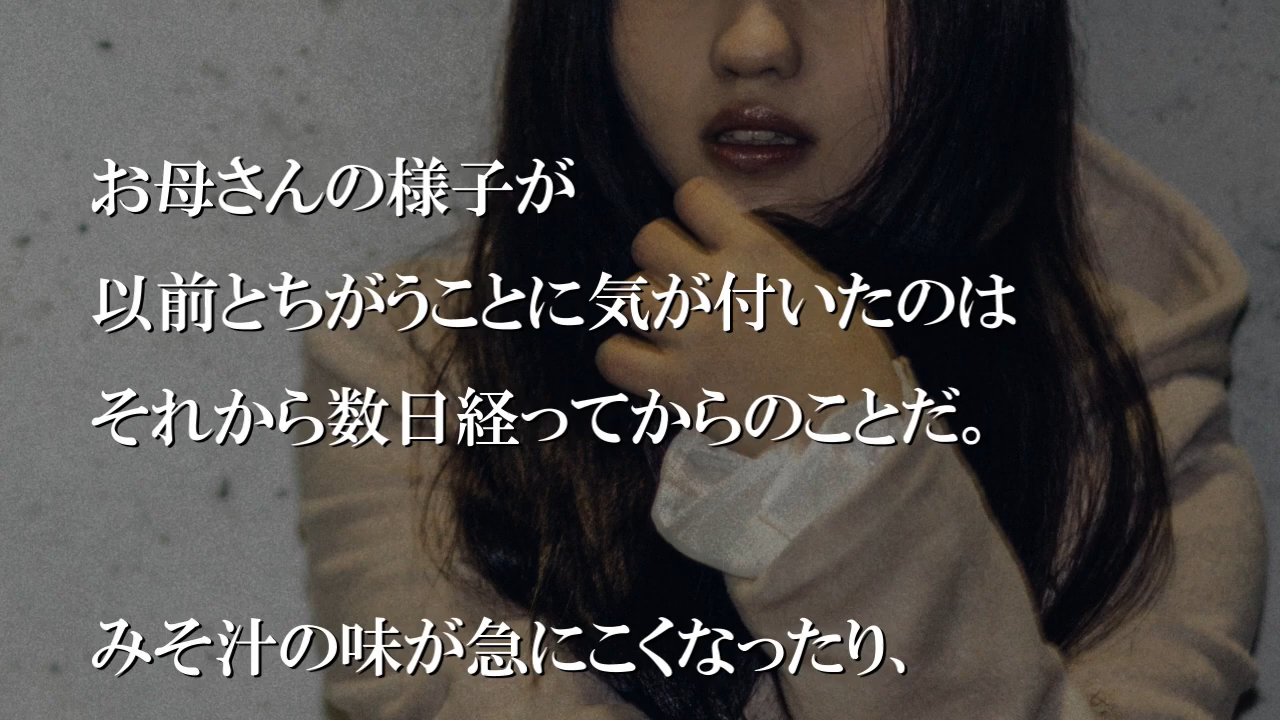 お母さんの様子が
以前とちがうことに気が付いたのは
それから数日経ってからのことだ。
みそ汁の味が急にこくなったり、